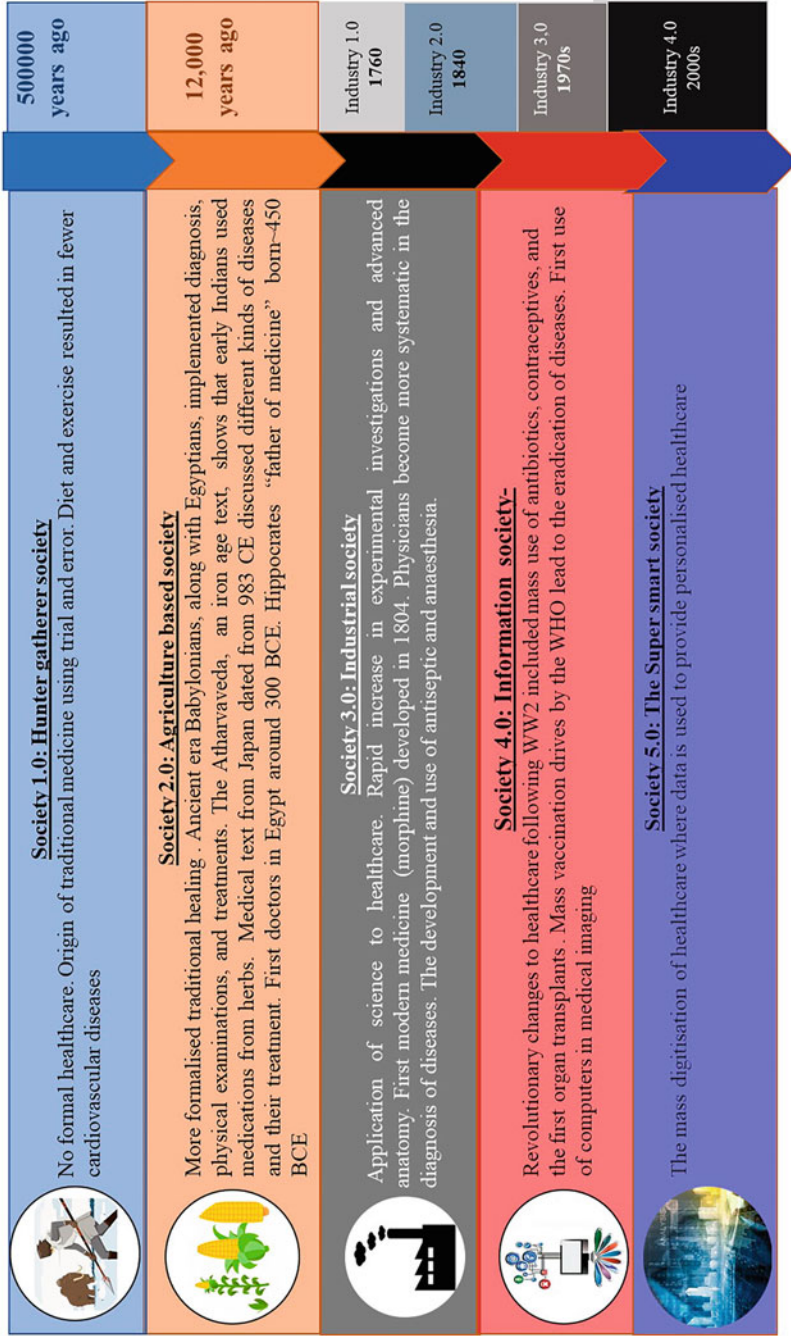 Society 1.0: Hunter gatherer society
No formal healthcare. Origin of traditional medicine using trial and error. Diet and exercise resulted in fewer
cardiovascular diseases
500000
years ago
Society 2.0: Agriculture based society
More formalised traditional healing . Ancient era Babylonians, along with Egyptians, implemented diagnosis,
physical examinations, and treatments. The Atharvaveda, an iron age text, shows that early Indians used
medications from herbs. Medical text from Japan dated from 983 CE discussed different kinds of diseases
and their treatment. First doctors in Egypt around 300 BCE. Hippocrates “father of medicine” born~450
BCE
12,000
years ago
Society 3.0: Industrial society
Application of science to healthcare. Rapid increase in experimental investigations and advanced
anatomy. First modern medicine (morphine) developed in 1804. Physicians become more systematic in the
diagnosis of diseases. The development and use of antiseptic and anaesthesia.
Industry 1.0
1760
Industry 2.0
1840
Society 4.0: Information society-
Revolutionary changes to healthcare following WW2 included mass use of antibiotics, contraceptives, and
the first organ transplants . Mass vaccination drives by the WHO lead to the eradication of diseases. First use
of computers in medical imaging
Industry 3,0
1970s
Society 5.0: The Super smart society
The mass digitisation of healthcare where data is used to provide personalised healthcare
Industry 4.0
2000s